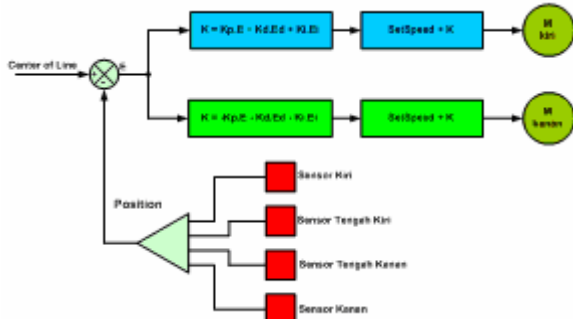 K = Kp.E - Kd.Ed + Ki.Ei
SetSpeed + K
M
kiri
Center of Line
+
E
-
K = -Kp.E - Kd.Ed - Ki.Ei
SetSpeed + K
M
kanan
Sensor Kiri
Position
Sensor Tengah Kiri
Sensor Tengah Kanan
Sensor Kanan